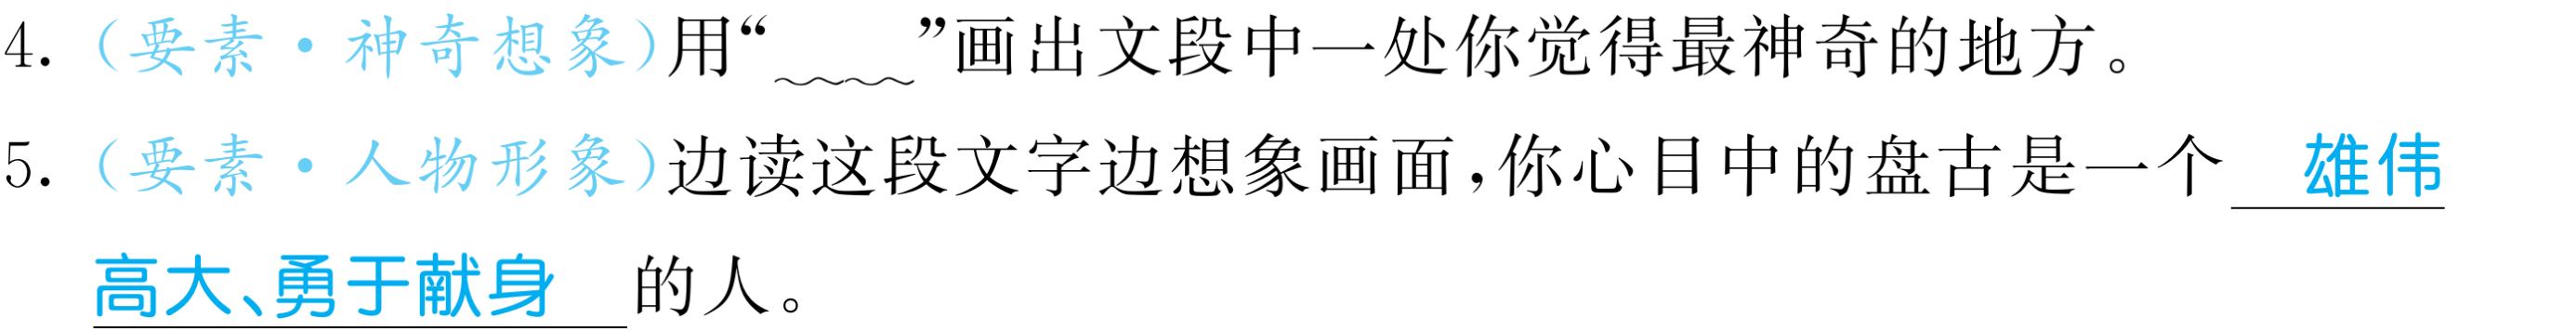 4.（要素·神奇想象）用“﹏﹏”画出文段中一处你觉得最神奇的地方。
5.（要素·人物形象）边读这段文字边想象画面，你心目中的盘古是一个 雄伟
高大、勇于献身 的人。